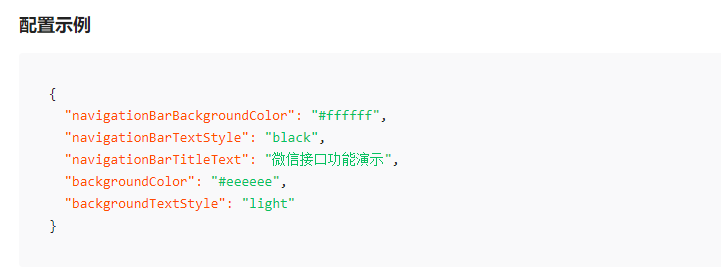 配置示例
{
  "navigationBarBackgroundColor": "#ffffff",
  "navigationBarTextStyle": "black",
  "navigationBarTitleText": "微信接口功能演示",
  "backgroundColor": "#eeeeee",
  "backgroundTextStyle": "light"
}